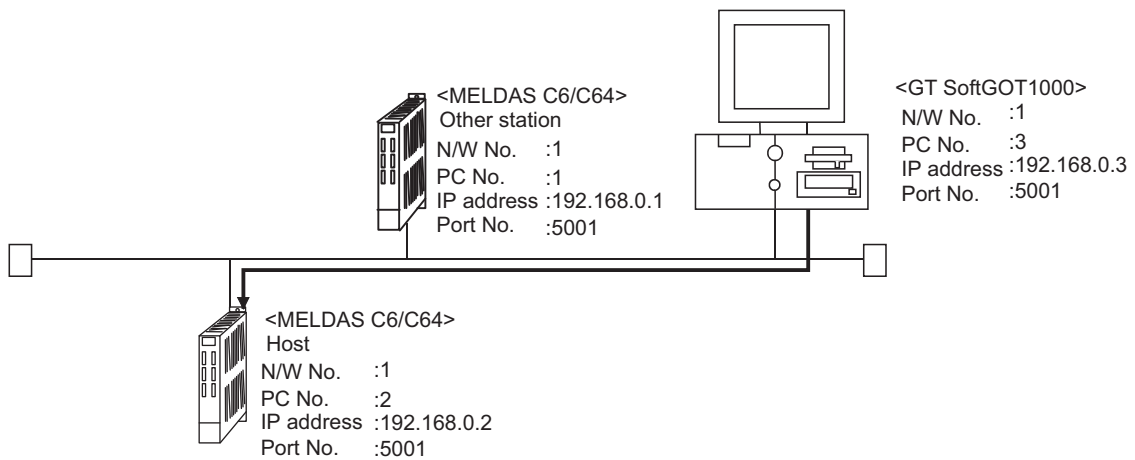 <MELDAS C6/C64>
Other station
N/W No. :1
PC No. :1
IP address :192.168.0.1
Port No. :5001
<GT SoftGOT1000>
N/W No. :1
PC No. :3
IP address :192.168.0.3
Port No. :5001
<MELDAS C6/C64>
Host
N/W No. :1
PC No. :2
IP address :192.168.0.2
Port No. :5001